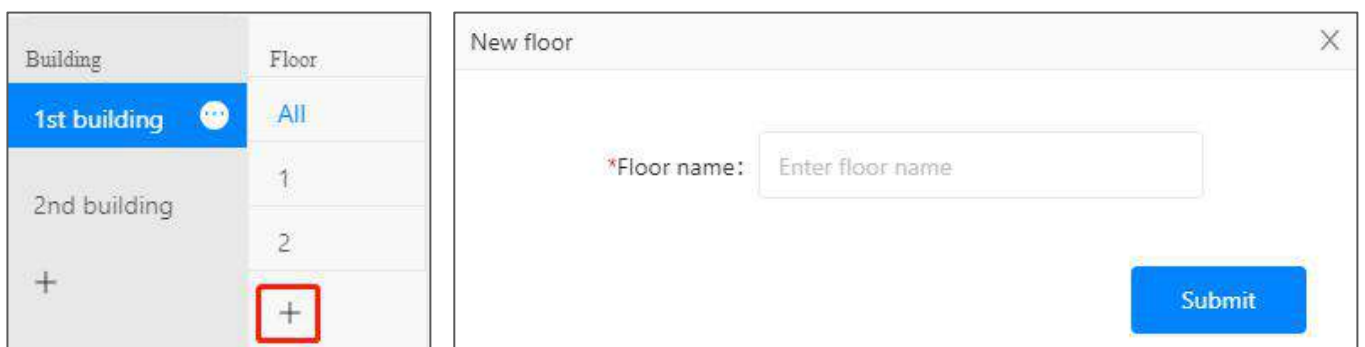 Building
Floor
1st building
All
1
2nd building
2
+
+
New floor
*Floor name:
Enter floor name
Submit